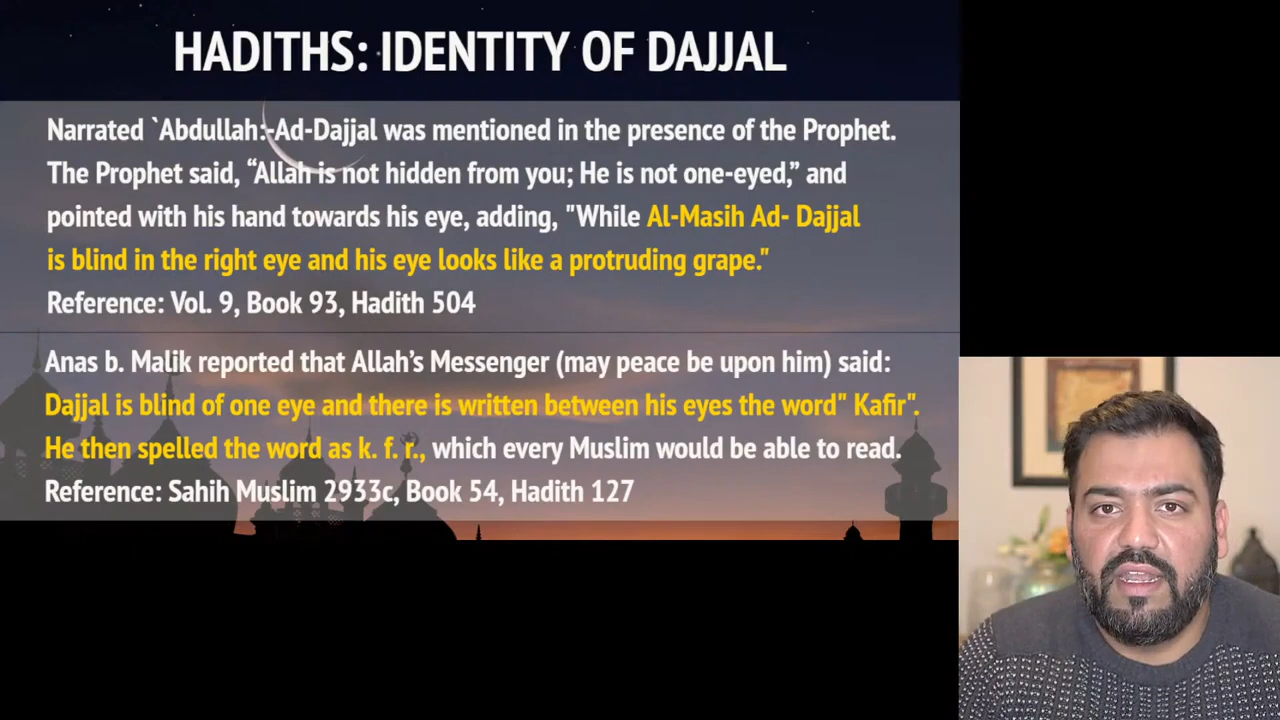 HADITHS: IDENTITY OF DAJJAL
Narrated `Abdullah:-Ad-Dajjal was mentioned in the presence of the Prophet.
The Prophet said, “Allah is not hidden from you; He is not one-eyed,” and
pointed with his hand towards his eye, adding, "While Al-Masih Ad- Dajjal
is blind in the right eye and his eye looks like a protruding grape."
Reference: Vol. 9, Book 93, Hadith 504
Anas b. Malik reported that Allah’s Messenger (may peace be upon him) said:
Dajjal is blind of one eye and there is written between his eyes the word" Kafir".
He then spelled the word as k. f. r., which every Muslim would be able to read.
Reference: Sahih Muslim 2933c, Book 54, Hadith 127